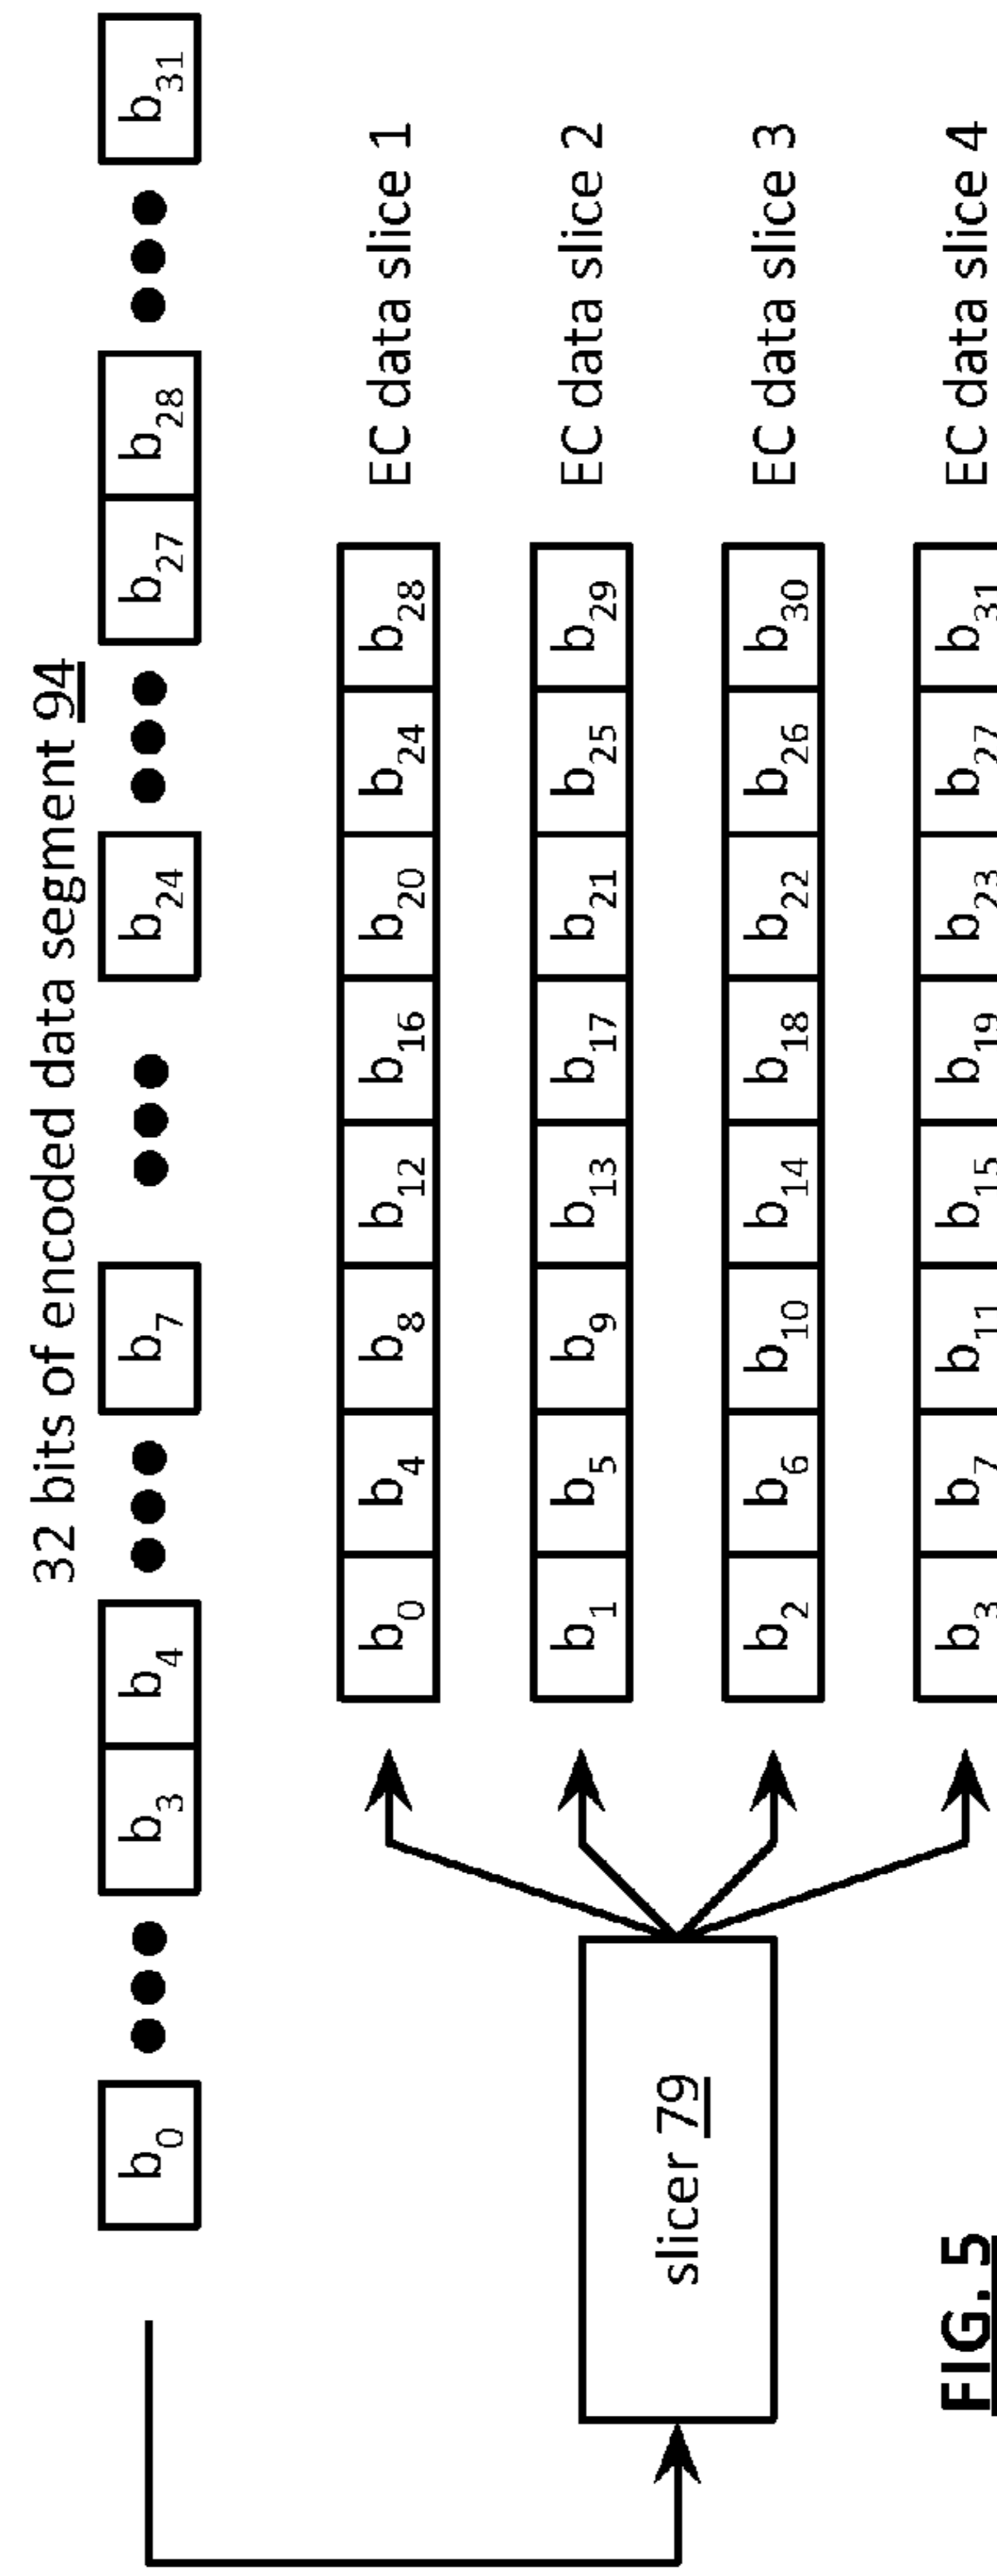 32 bits of encoded data segment 94
b0 ●●● b3 b4 ●●● b7 ●●● b24 ●●● b27 b28 ●●● b31
b0 b4 b8 b12 b16 b20 b24 b28 EC data slice 1
b1 b5 b9 b13 b17 b21 b25 b29 EC data slice 2
slicer 79
b2 b6 b10 b14 b18 b22 b26 b30 EC data slice 3
b3 b7 b11 b15 b19 b23 b27 b31 EC data slice 4
FIG. 5